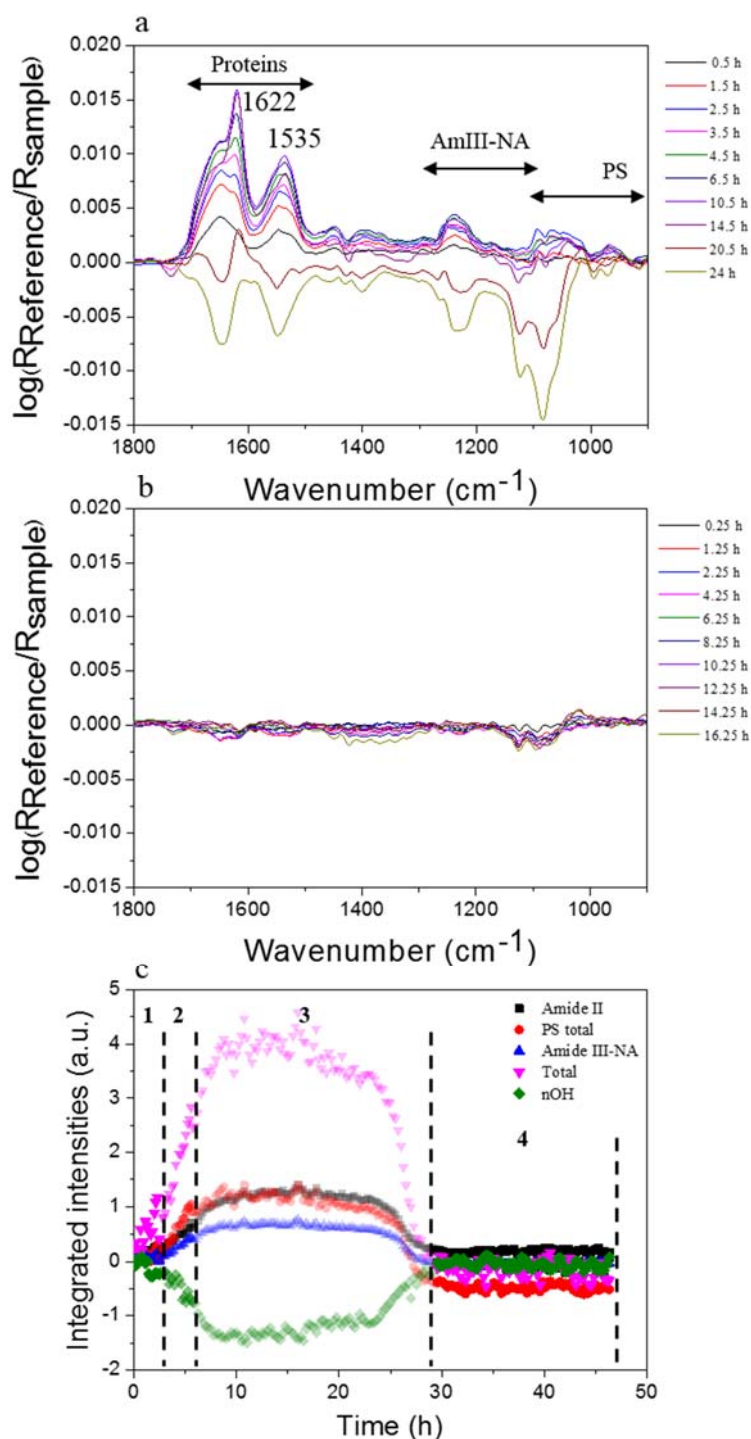 a
0.020
0.015
0.010
0.005
0.000
-0.005
-0.010
-0.015
log(RReference/Rsample)
Proteins
1622
1535
AmIII-NA
PS
0.5 h
1.5 h
2.5 h
3.5 h
4.5 h
6.5 h
10.5 h
14.5 h
20.5 h
24 h
1800 1600 1400 1200 1000
Wavenumber (cm-1)
b
0.020
0.015
0.010
0.005
0.000
-0.005
-0.010
-0.015
log(RReference/Rsample)
0.25 h
1.25 h
2.25 h
4.25 h
6.25 h
8.25 h
10.25 h
12.25 h
14.25 h
16.25 h
1800 1600 1400 1200 1000
Wavenumber (cm-1)
c
5
4
3
2
1
0
-1
-2
Integrated intensities (a.u.)
1 2 3
4
Amide II
PS total
Amide III-NA
Total
nOH
0 10 20 30 40 50
Time (h)